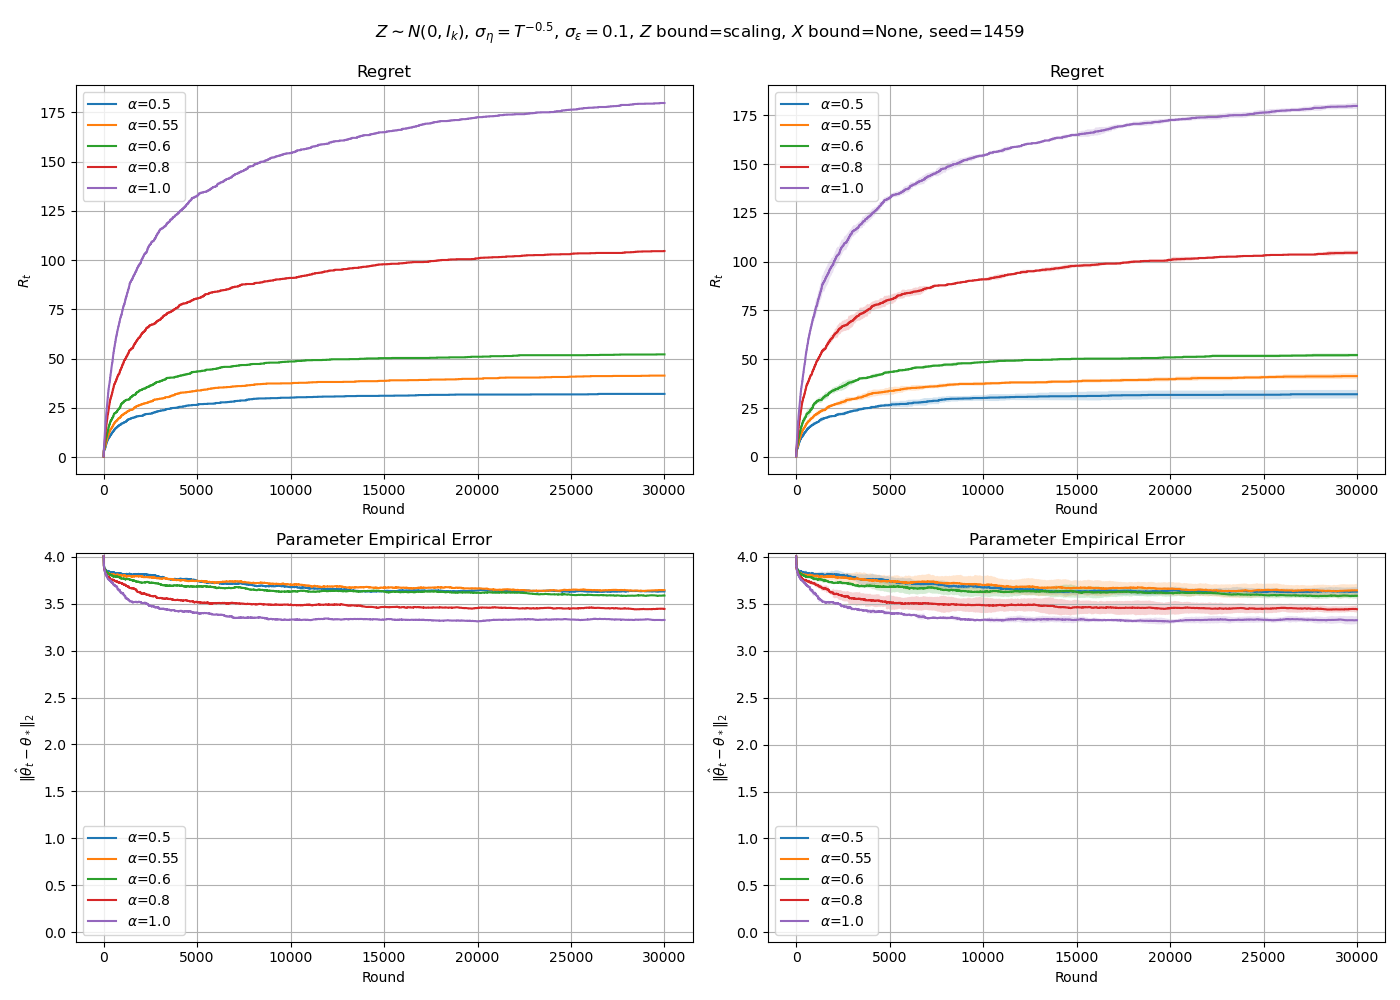 Z ∼ N(0, I_k), σ_η = T^{−0.5}, σ_ε = 0.1, Z bound=scaling, X bound=None, seed=1459
Regret
α=0.5
α=0.55
α=0.6
α=0.8
α=1.0
175
150
125
100
75
50
25
0
R_t
0 5000 10000 15000 20000 25000 30000
Round
Regret
α=0.5
α=0.55
α=0.6
α=0.8
α=1.0
175
150
125
100
75
50
25
0
R_t
0 5000 10000 15000 20000 25000 30000
Round
Parameter Empirical Error
4.0
3.5
3.0
2.5
2.0
1.5
1.0
0.5
0.0
‖θ̂_t − θ_*‖_2
α=0.5
α=0.55
α=0.6
α=0.8
α=1.0
0 5000 10000 15000 20000 25000 30000
Round
Parameter Empirical Error
4.0
3.5
3.0
2.5
2.0
1.5
1.0
0.5
0.0
‖θ̂_t − θ_*‖_2
α=0.5
α=0.55
α=0.6
α=0.8
α=1.0
0 5000 10000 15000 20000 25000 30000
Round